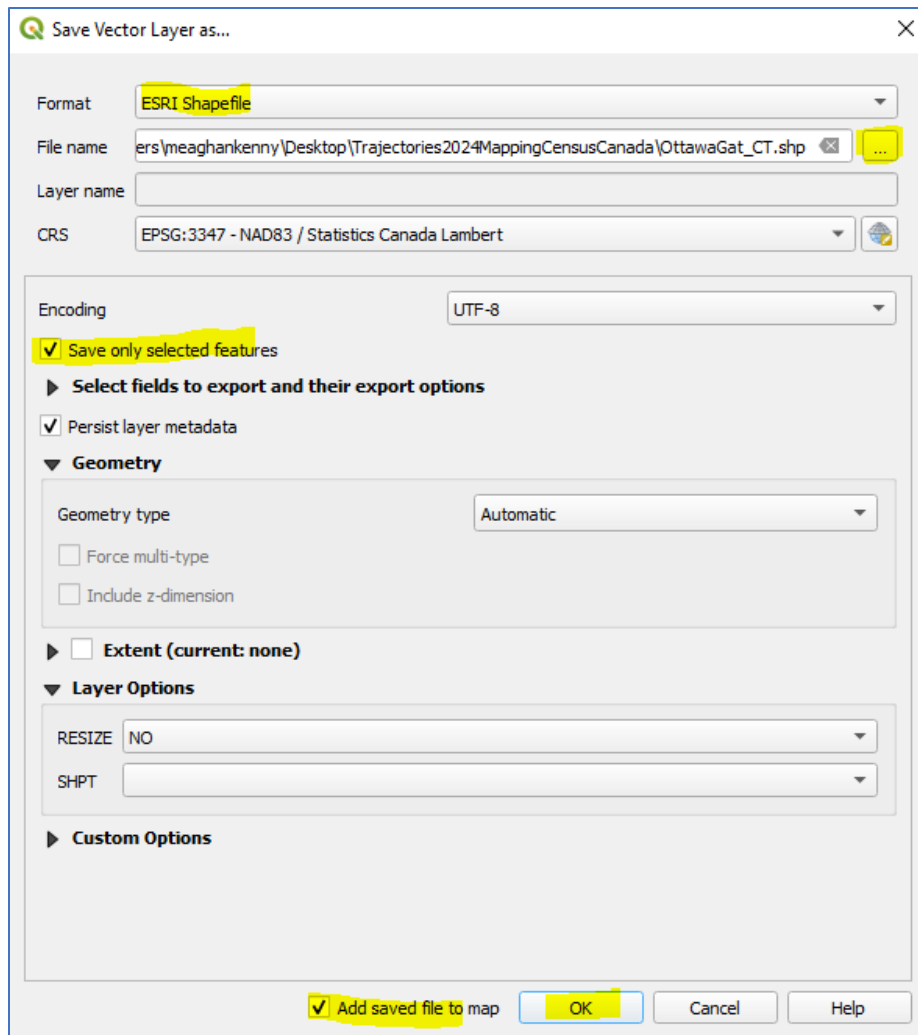 Save Vector Layer as...
Format ESRI Shapefile
File name ers\meaghankenny\Desktop\Trajectories2024MappingCensusCanada\OttawaGat_CT.shp ...
Layer name
CRS EPSG:3347 - NAD83 / Statistics Canada Lambert
Encoding UTF-8
Save only selected features
Select fields to export and their export options
Persist layer metadata
Geometry
Geometry type Automatic
Force multi-type
Include z-dimension
Extent (current: none)
Layer Options
RESIZE NO
SHPT
Custom Options
Add saved file to map OK Cancel Help